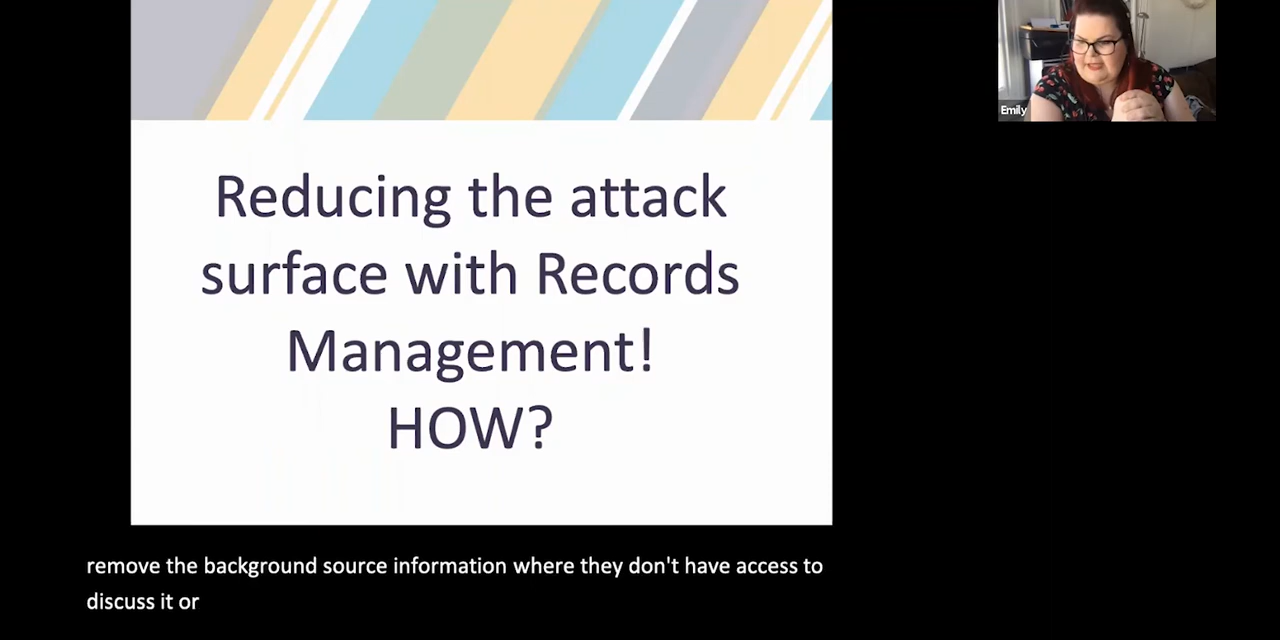 Reducing the attack
surface with Records
Management!
HOW?
Emily
remove the background source information where they don't have access to
discuss it or